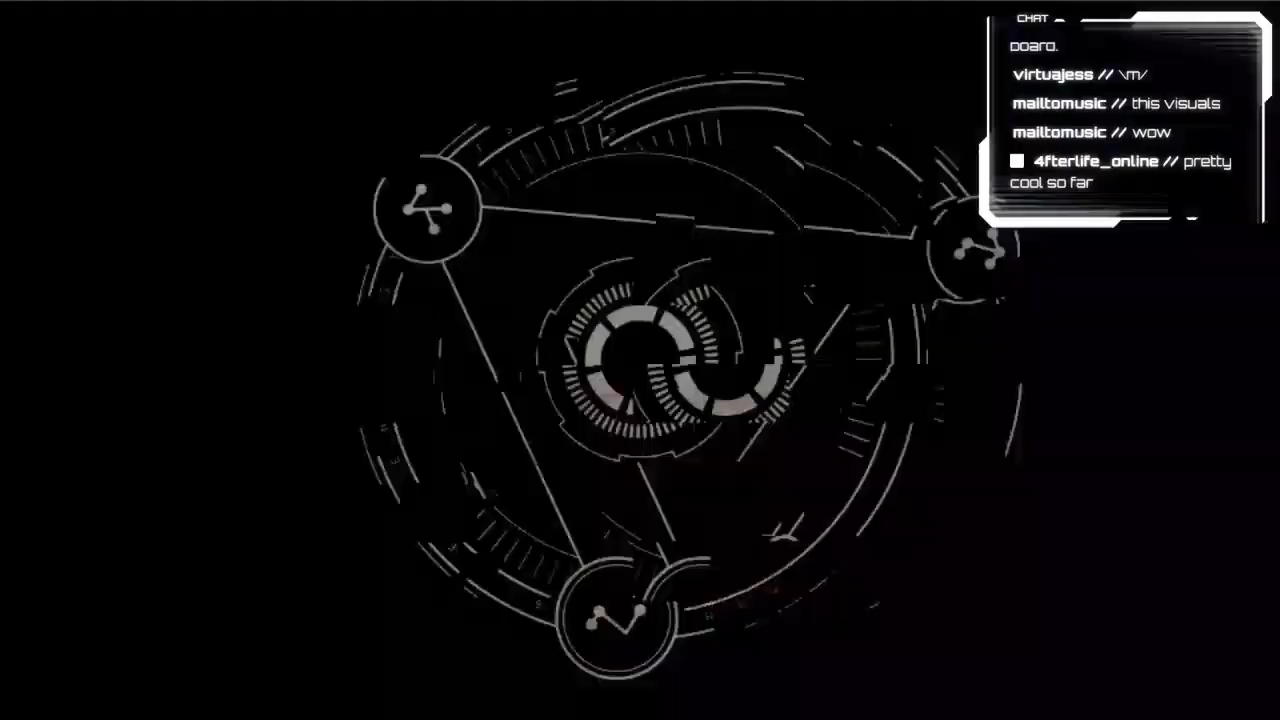 CHAT
board.
virtuajess // \m/
mailtomusic // this visuals
mailtomusic // wow
4fterlife_online // pretty
cool so far